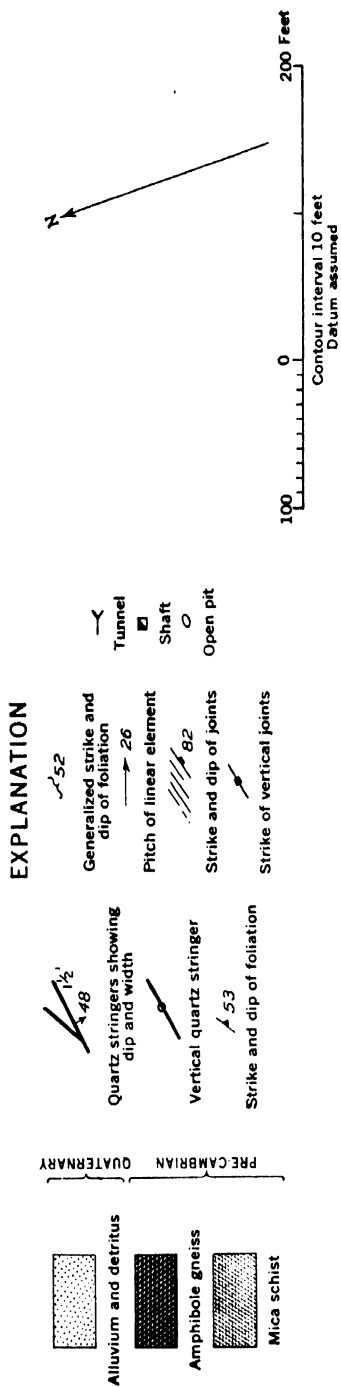 EXPLANATION
QUATERNARY
Alluvium and detritus
PRE-CAMBRIAN
Amphibole gneiss
Mica schist
1½'
48
Quartz stringers showing
dip and width
Vertical quartz stringer
53
Strike and dip of foliation
52
Generalized strike and
dip of foliation
26
Pitch of linear element
82
Strike and dip of joints
Strike of vertical joints
Tunnel
Shaft
Open pit
N
100 0 200 Feet
Contour interval 10 feet
Datum assumed